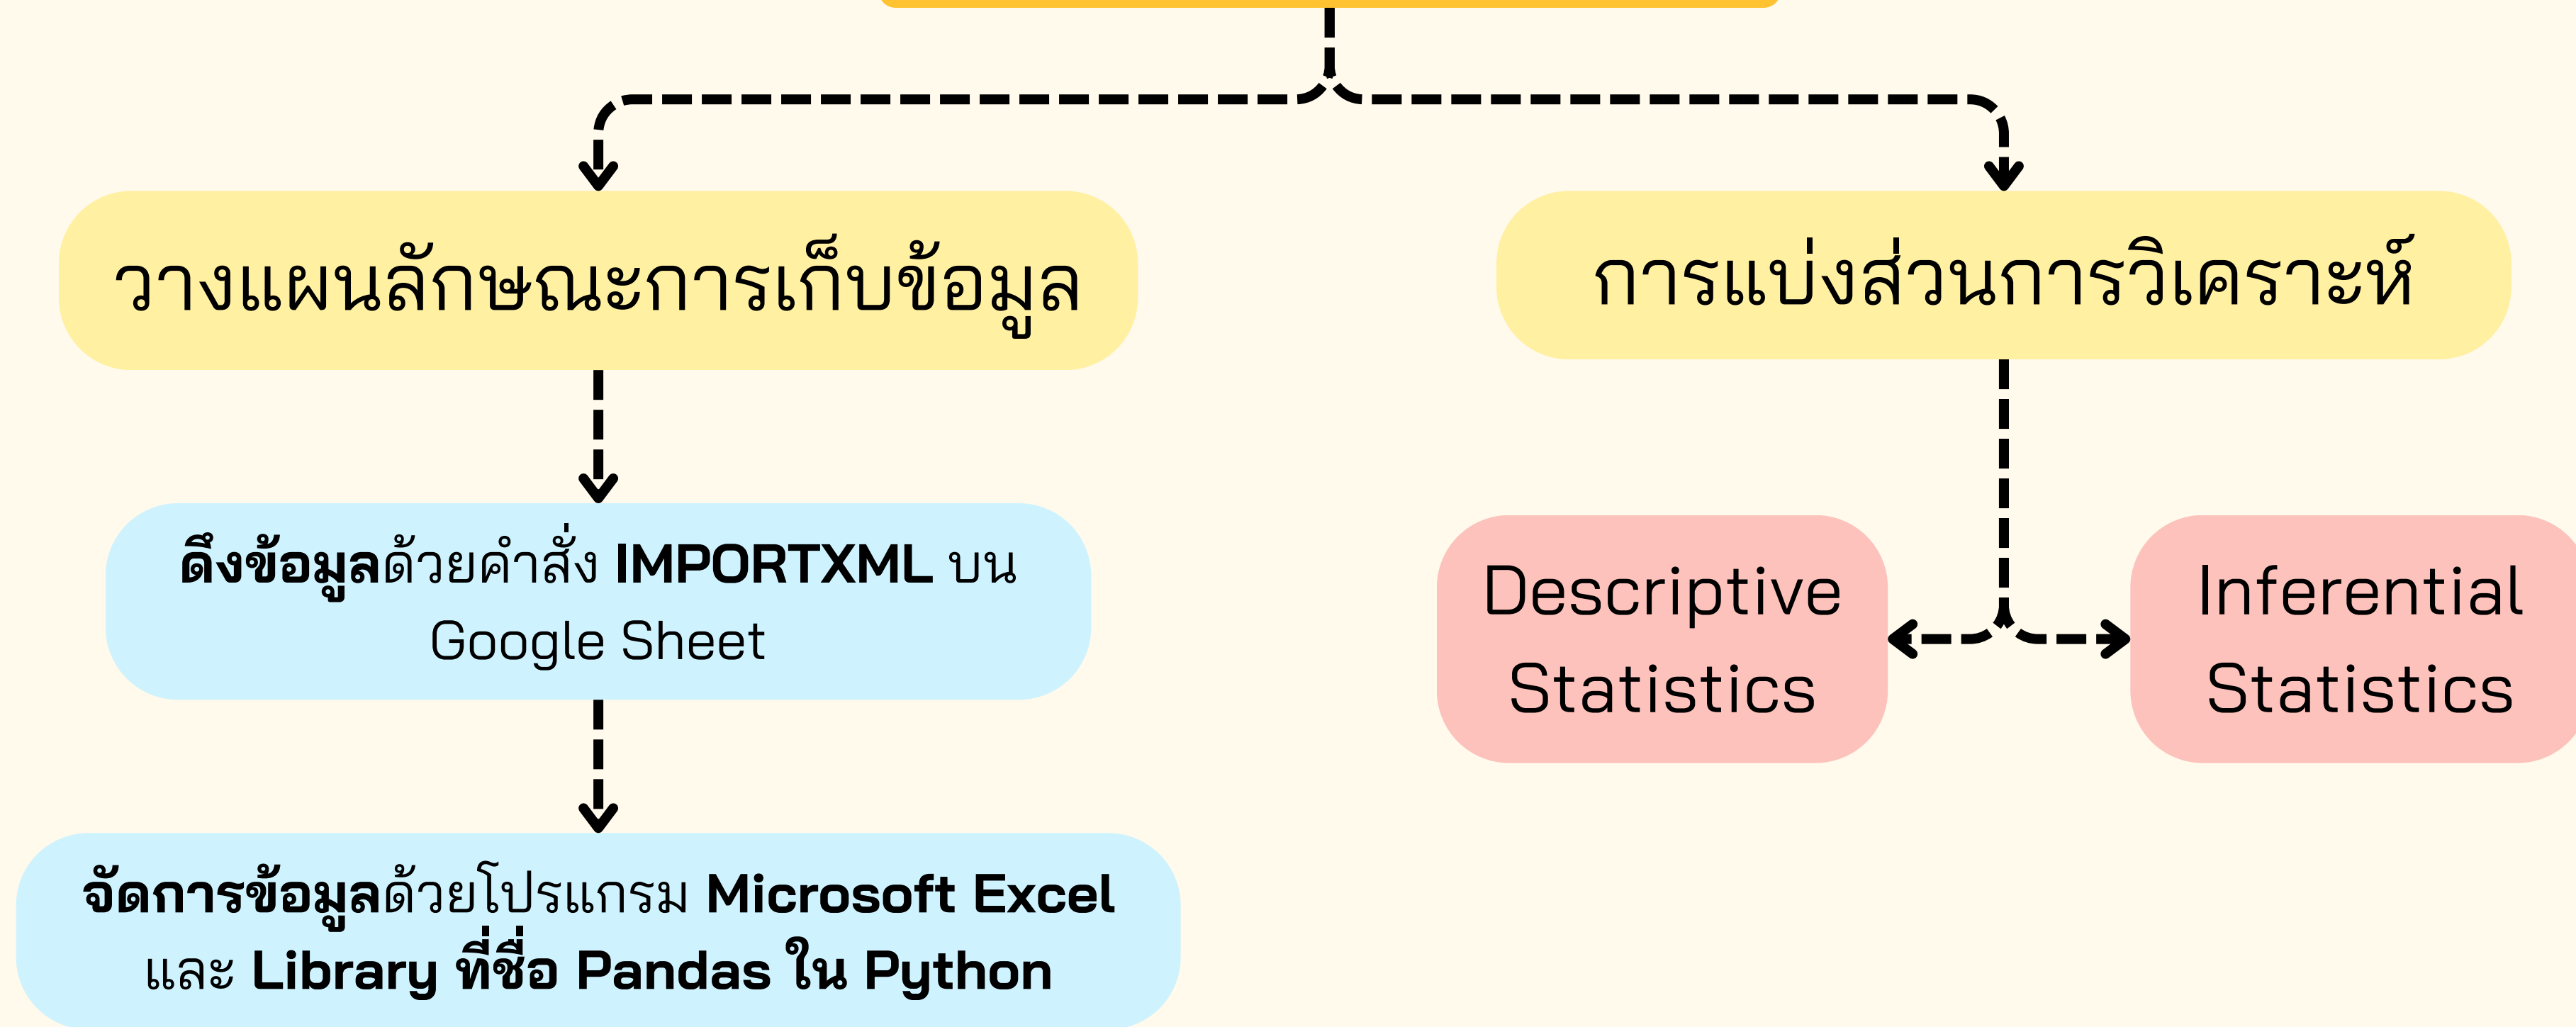 วางแผนลักษณะการเก็บข้อมูล
การแบ่งส่วนการวิเคราะห์
ดึงข้อมูลด้วยคำสั่ง IMPORTXML บน
Google Sheet
Descriptive
Statistics
Inferential
Statistics
จัดการข้อมูลด้วยโปรแกรม Microsoft Excel
และ Library ที่ชื่อ Pandas ใน Python